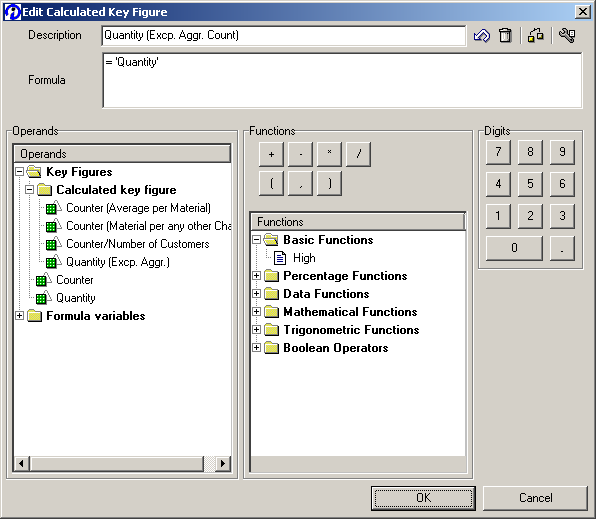 Edit Calculated Key Figure
Description
Quantity (Excp. Aggr. Count)
Formula
= 'Quantity'
Operands
Operands
Key Figures
Calculated key figure
Counter (Average per Material)
Counter (Material per any other Cha
Counter/Number of Customers
Quantity (Excp. Aggr.)
Counter
Quantity
Formula variables
Functions
+ - * /
( , )
Functions
Basic Functions
High
Percentage Functions
Data Functions
Mathematical Functions
Trigonometric Functions
Boolean Operators
Digits
7 8 9
4 5 6
1 2 3
0 .
OK
Cancel